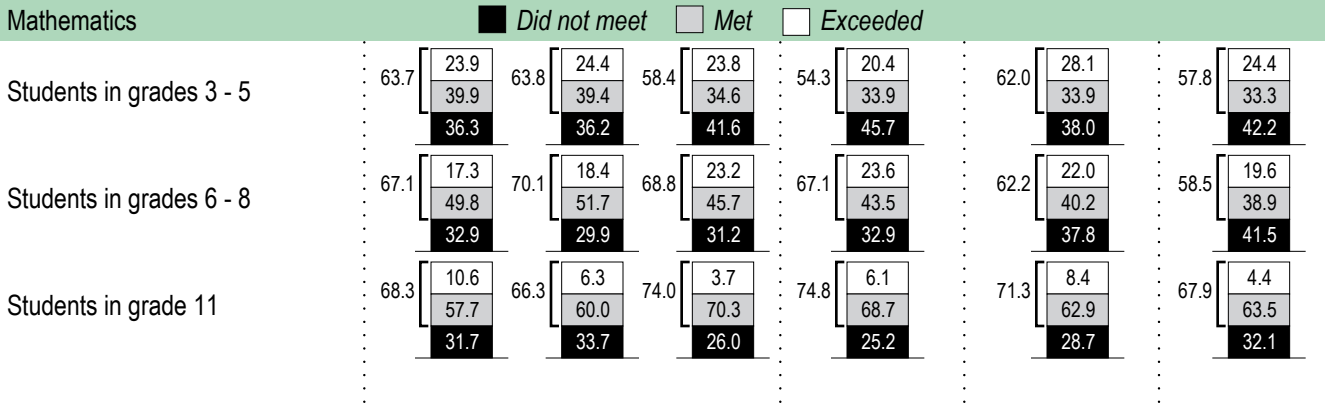 Mathematics Did not meet Met Exceeded
23.9 24.4 23.8 20.4 28.1 24.4
63.7 63.8 58.4 54.3 62.0 57.8
Students in grades 3 - 5 39.9 39.4 34.6 33.9 33.9 33.3
36.3 36.2 41.6 45.7 38.0 42.2
17.3 18.4 23.2 23.6 22.0 19.6
67.1 70.1 68.8 67.1 62.2 58.5
Students in grades 6 - 8 49.8 51.7 45.7 43.5 40.2 38.9
32.9 29.9 31.2 32.9 37.8 41.5
10.6 6.3 3.7 6.1 8.4 4.4
68.3 66.3 74.0 74.8 71.3 67.9
Students in grade 11 57.7 60.0 70.3 68.7 62.9 63.5
31.7 33.7 26.0 25.2 28.7 32.1